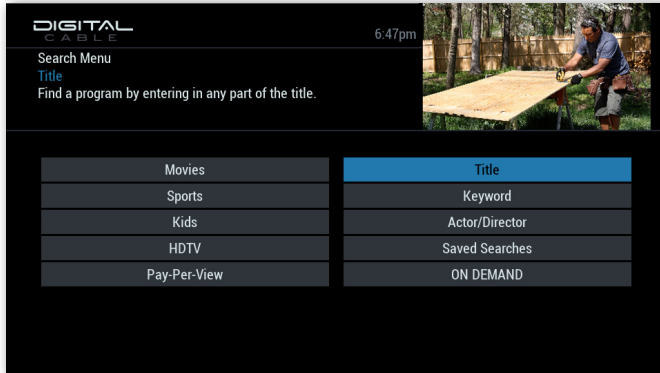 DIGITAL
CABLE
6:47pm
Search Menu
Title
Find a program by entering in any part of the title.
Movies
Title
Sports
Keyword
Kids
Actor/Director
HDTV
Saved Searches
Pay-Per-View
ON DEMAND